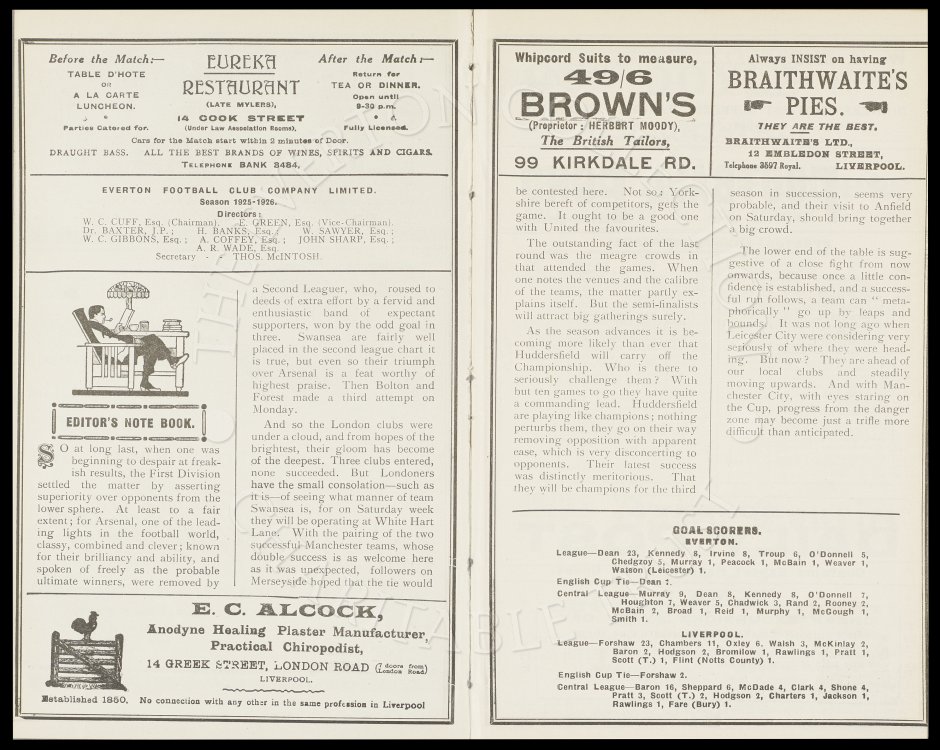 Before the Match:—
TABLE D'HOTE
OR
A LA CARTE
LUNCHEON.
Parties Catered for.
EUREKA
RESTAURANT
(LATE MYLERS),
14 COOK STREET
(Under Law Association Rooms).
After the Match:—
Return for
TEA OR DINNER.
Open until
9-30 p.m.
Fully Licensed.
Cars for the Match start within 2 minutes of Door.
DRAUGHT BASS. ALL THE BEST BRANDS OF WINES, SPIRITS AND CIGARS.
TELEPHONE BANK 8484.
EVERTON FOOTBALL CLUB COMPANY LIMITED.
Season 1925-1926.
Directors:
W. C. CUFF, Esq. (Chairman). E. GREEN, Esq. (Vice-Chairman).
Dr. BAXTER, J.P.; H. BANKS, Esq.; W. SAWYER, Esq.;
W. C. GIBBONS, Esq.; A. COFFEY, Esq.; JOHN SHARP, Esq.;
A. R. WADE, Esq.
Secretary - - THOS. McINTOSH.
EDITOR'S NOTE BOOK.
SO at long last, when one was
beginning to despair at freak-
ish results, the First Division
settled the matter by asserting
superiority over opponents from the
lower sphere. At least to a fair
extent; for Arsenal, one of the lead-
ing lights in the football world,
classy, combined and clever; known
for their brilliancy and ability, and
spoken of freely as the probable
ultimate winners, were removed by
a Second Leaguer, who, roused to
deeds of extra effort by a fervid and
enthusiastic band of expectant
supporters, won by the odd goal in
three. Swansea are fairly well
placed in the second league chart it
is true, but even so their triumph
over Arsenal is a feat worthy of
highest praise. Then Bolton and
Forest made a third attempt on
Monday.
And so the London clubs were
under a cloud, and from hopes of the
brightest, their gloom has become
of the deepest. Three clubs entered,
none succeeded. But Londoners
have the small consolation—such as
it is—of seeing what manner of team
Swansea is, for on Saturday week
they will be operating at White Hart
Lane. With the pairing of the two
successful Manchester teams, whose
double success is as welcome here
as it was unexpected, followers on
Merseyside hoped that the tie would
E. C. ALCOCK,
Anodyne Healing Plaster Manufacturer,
Practical Chiropodist,
14 GREEK STREET, LONDON ROAD (7 doors from London Road)
LIVERPOOL.
Established 1850. No connection with any other in the same profession in Liverpool
Whipcord Suits to measure,
49/6
BROWN'S
(Proprietor: HERBERT MOODY),
The British Tailors,
99 KIRKDALE RD.
Always INSIST on having
BRAITHWAITE'S
PIES.
THEY ARE THE BEST.
BRAITHWAITE'S LTD.,
12 EMBLEDON STREET,
Telephone 3597 Royal. LIVERPOOL.
be contested here. Not so: York-
shire bereft of competitors, gets the
game. It ought to be a good one
with United the favourites.
The outstanding fact of the last
round was the meagre crowds in
that attended the games. When
one notes the venues and the calibre
of the teams, the matter partly ex-
plains itself. But the semi-finalists
will attract big gatherings surely.
As the season advances it is be-
coming more likely than ever that
Huddersfield will carry off the
Championship. Who is there to
seriously challenge them? With
but ten games to go they have quite
a commanding lead. Huddersfield
are playing like champions; nothing
perturbs them, they go on their way
removing opposition with apparent
ease, which is very disconcerting to
opponents. Their latest success
was distinctly meritorious. That
they will be champions for the third
season in succession, seems very
probable, and their visit to Anfield
on Saturday, should bring together
a big crowd.
The lower end of the table is sug-
gestive of a close fight from now
onwards, because once a little con-
fidence is established, and a success-
ful run follows, a team can "meta-
phorically" go up by leaps and
bounds. It was not long ago when
Leicester City were considering very
seriously of where they were head-
ing. But now? They are ahead of
our local clubs and steadily
moving upwards. And with Man-
chester City, with eyes staring on
the Cup, progress from the danger
zone may become just a trifle more
difficult than anticipated.
GOAL SCORERS.
EVERTON.
League—Dean 23, Kennedy 8, Irvine 8, Troup 6, O'Donnell 5,
Chedgzoy 5, Murray 1, Peacock 1, McBain 1, Weaver 1,
Watson (Leicester) 1.
English Cup Tie—Dean 1.
Central League—Murray 9, Dean 8, Kennedy 8, O'Donnell 7,
Houghton 7, Weaver 5, Chadwick 3, Rand 2, Rooney 2,
McBain 2, Broad 1, Reid 1, Murphy 1, McGough 1,
Smith 1.
LIVERPOOL.
League—Forshaw 23, Chambers 11, Oxley 6, Walsh 3, McKinlay 2,
Baron 2, Hodgson 2, Bromilow 1, Rawlings 1, Pratt 1,
Scott (T.) 1, Flint (Notts County) 1.
English Cup Tie—Forshaw 2.
Central League—Baron 16, Sheppard 6, McDade 4, Clark 4, Shone 4,
Pratt 3, Scott (T.) 2, Hodgson 2, Charters 1, Jackson 1,
Rawlings 1, Fare (Bury) 1.